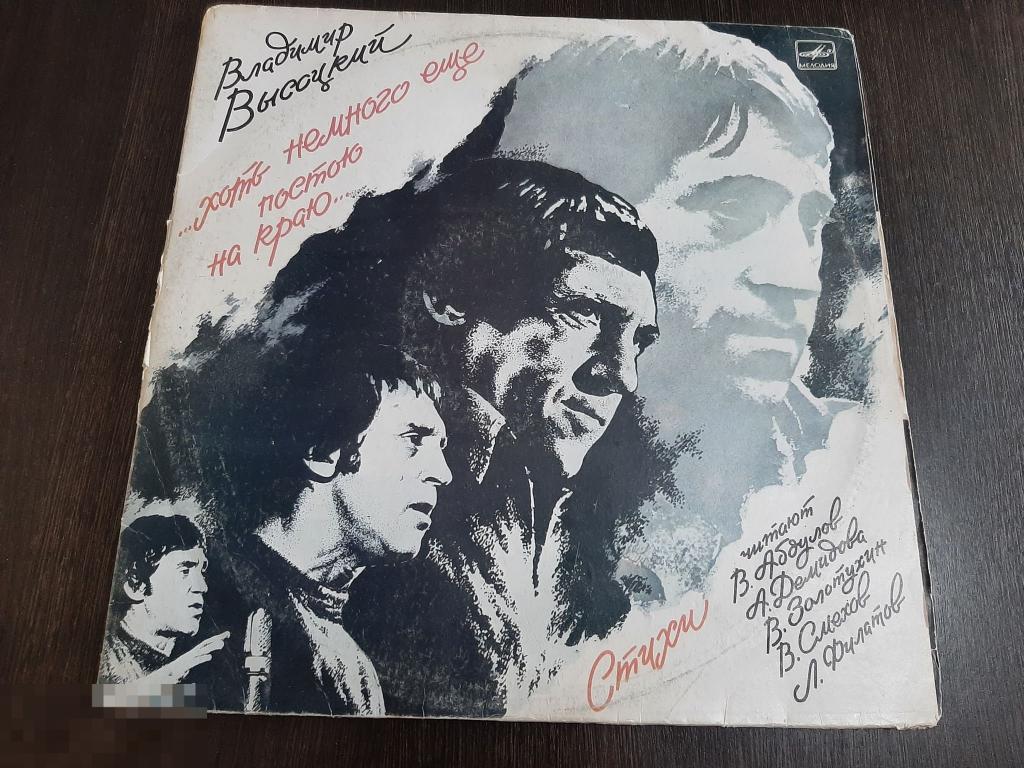 Владимир
Высоцкий
...хоть немного еще
постою
на краю...
МЕЛОДИЯ
Стихи
читают
В. Абдулов
А. Демидова
В. Золотухин
В. Смехов
Л. Филатов